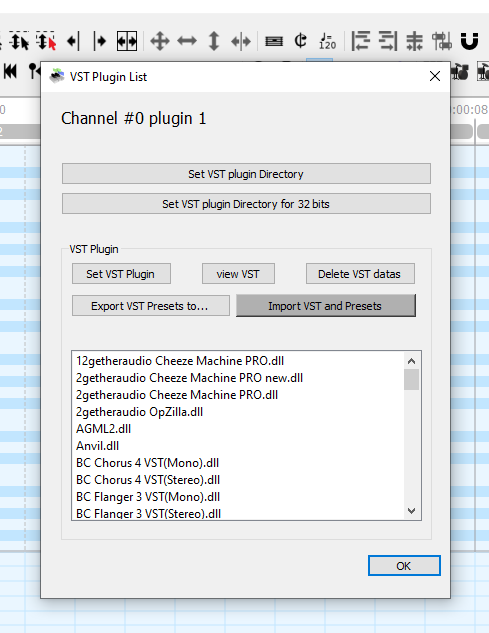 120
VST Plugin List
:00:08
Channel #0 plugin 1
Set VST plugin Directory
Set VST plugin Directory for 32 bits
VST Plugin
Set VST Plugin
view VST
Delete VST datas
Export VST Presets to...
Import VST and Presets
12getheraudio Cheeze Machine PRO.dll
2getheraudio Cheeze Machine PRO new.dll
2getheraudio Cheeze Machine PRO.dll
2getheraudio OpZilla.dll
AGML2.dll
Anvil.dll
BC Chorus 4 VST(Mono).dll
BC Chorus 4 VST(Stereo).dll
BC Flanger 3 VST(Mono).dll
BC Flanger 3 VST(Stereo).dll
OK